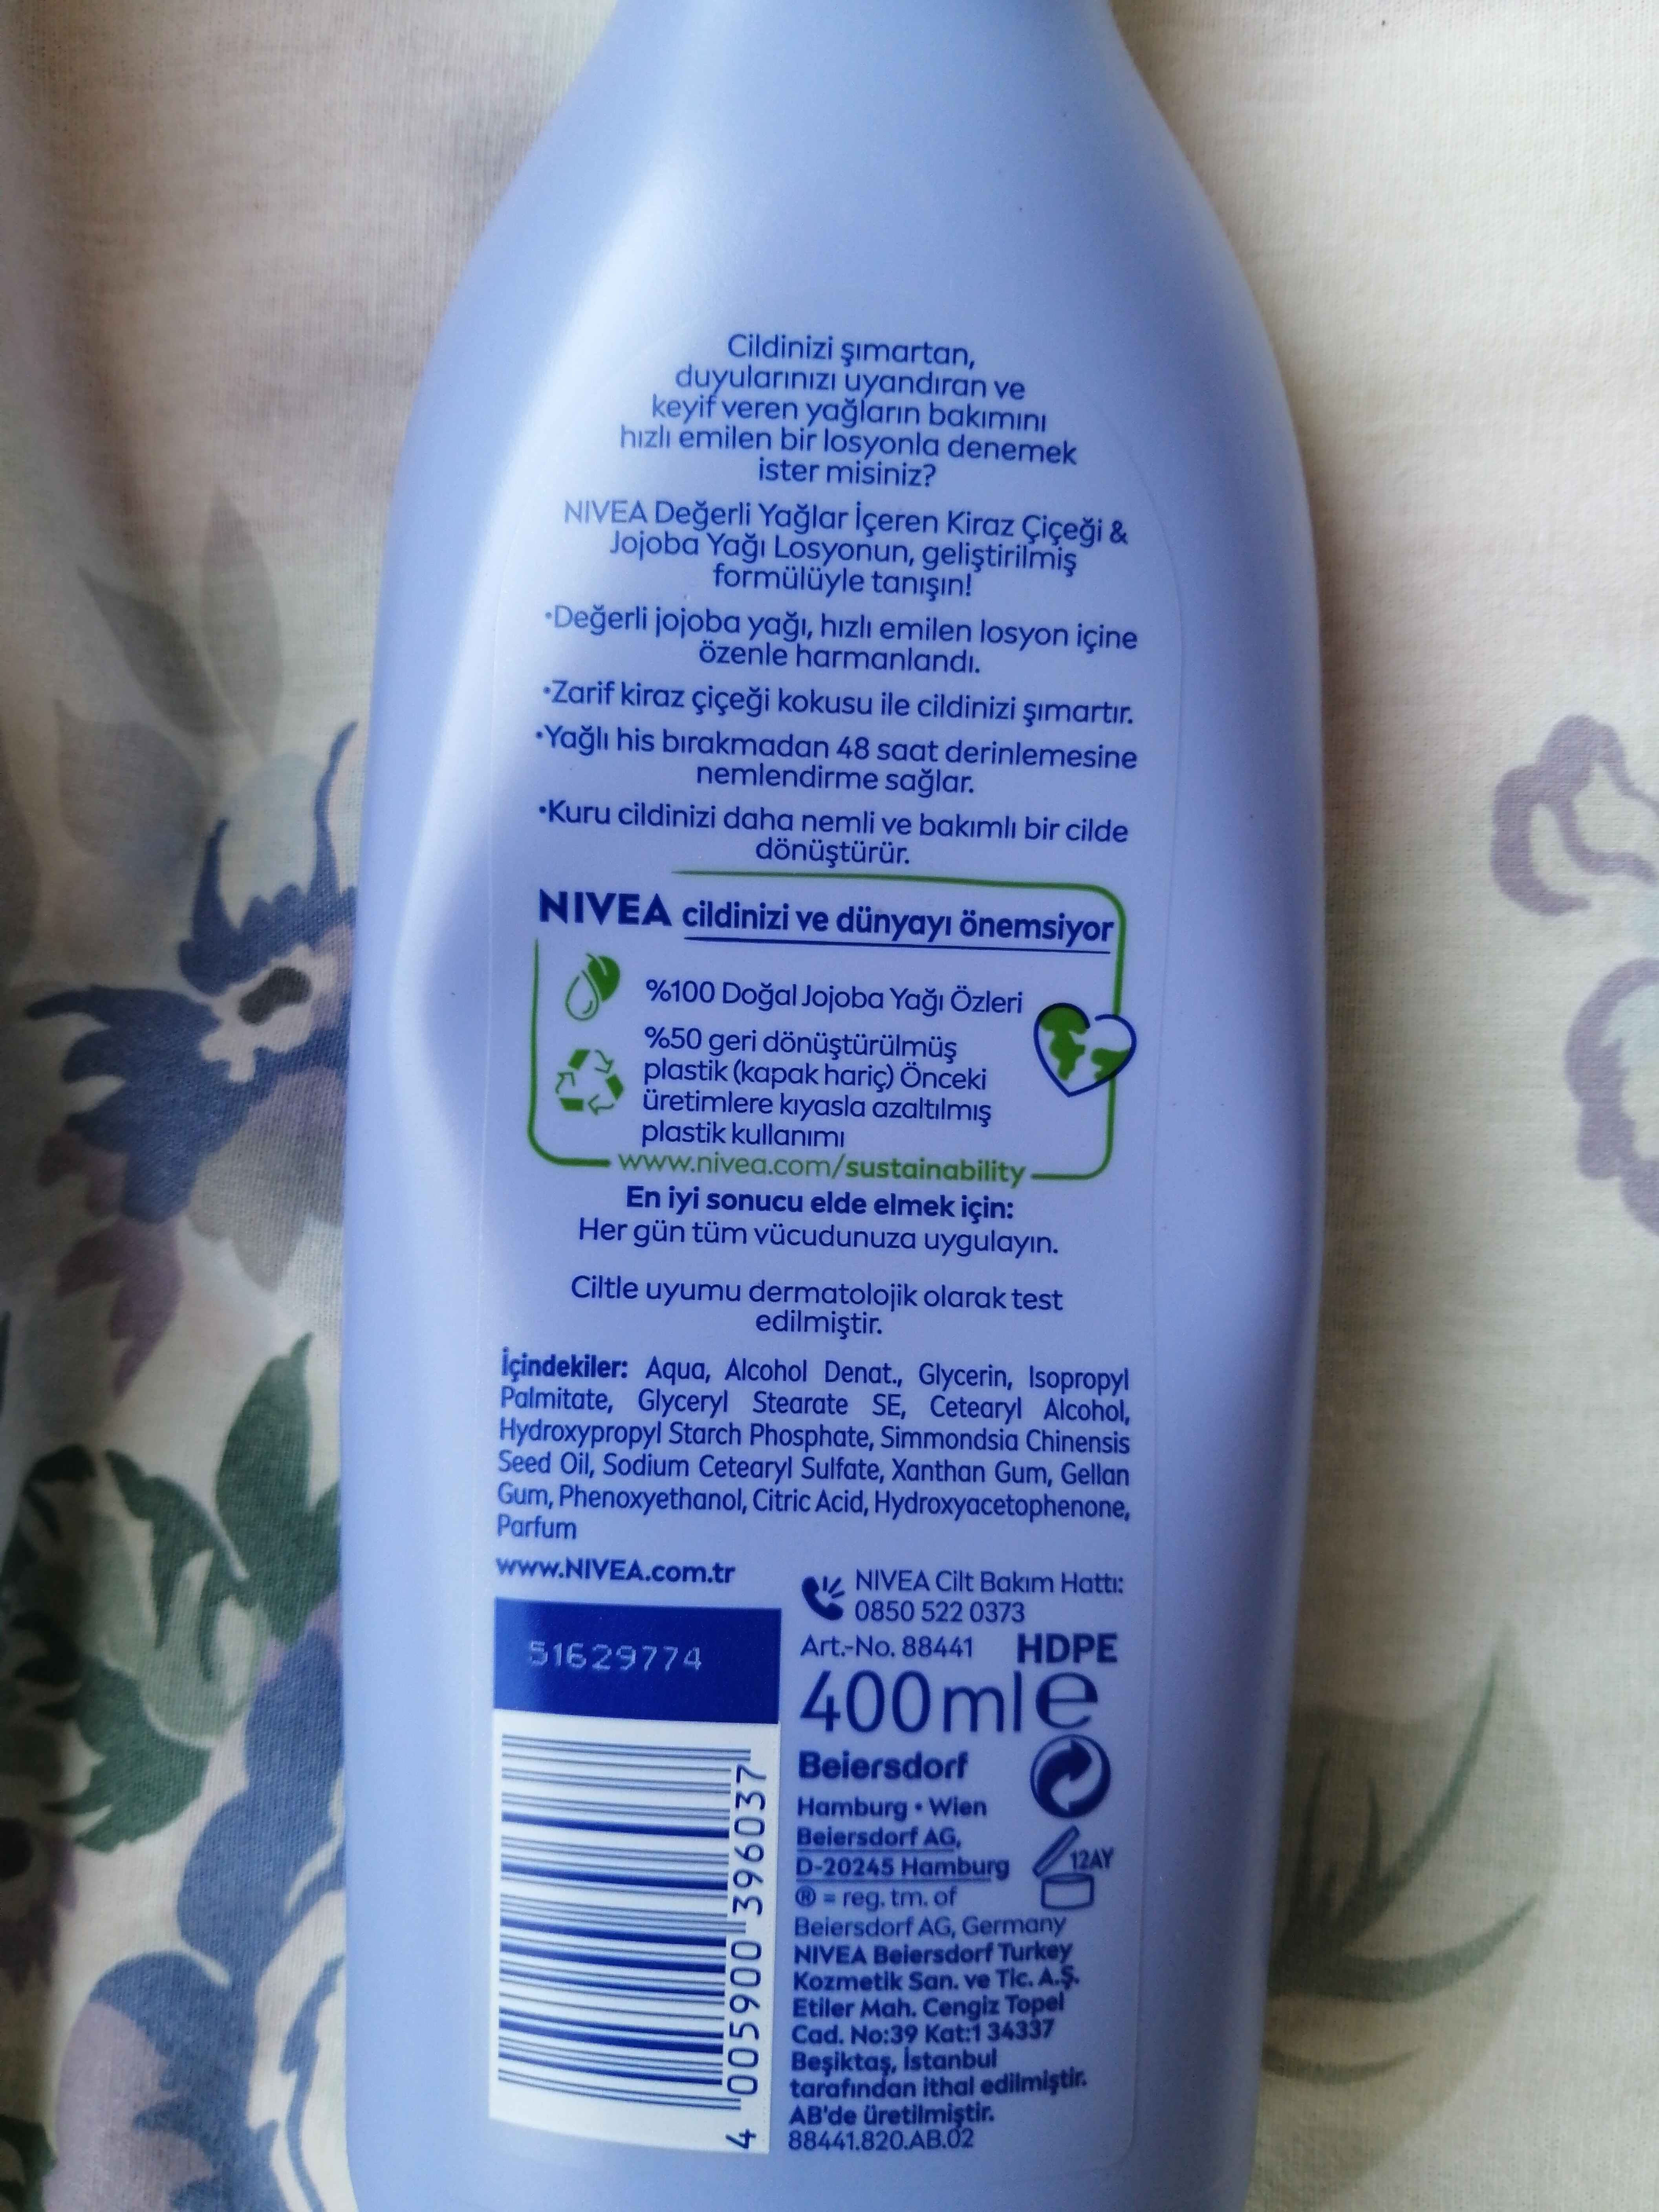 Cildinizi şımartan,
duyularınızı uyandıran ve
keyif veren yağların bakımını
hızlı emilen bir losyonla denemek
ister misiniz?
NIVEA Değerli Yağlar İçeren Kiraz Çiçeği &
Jojoba Yağı Losyonun, geliştirilmiş
formülüyle tanışın!
•Değerli jojoba yağı, hızlı emilen losyon içine
özenle harmanlandı.
•Zarif kiraz çiçeği kokusu ile cildinizi şımartır.
•Yağlı his bırakmadan 48 saat derinlemesine
nemlendirme sağlar.
•Kuru cildinizi daha nemli ve bakımlı bir cilde
dönüştürür.
NIVEA cildinizi ve dünyayı önemsiyor
%100 Doğal Jojoba Yağı Özleri
%50 geri dönüştürülmüş
plastik (kapak hariç) Önceki
üretimlere kıyasla azaltılmış
plastik kullanımı
www.nivea.com/sustainability
En iyi sonucu elde elmek için:
Her gün tüm vücudunuza uygulayın.
Ciltle uyumu dermatolojik olarak test
edilmiştir.
İçindekiler: Aqua, Alcohol Denat., Glycerin, Isopropyl
Palmitate, Glyceryl Stearate SE, Cetearyl Alcohol,
Hydroxypropyl Starch Phosphate, Simmondsia Chinensis
Seed Oil, Sodium Cetearyl Sulfate, Xanthan Gum, Gellan
Gum, Phenoxyethanol, Citric Acid, Hydroxyacetophenone,
Parfum
www.NIVEA.com.tr
NIVEA Cilt Bakım Hattı:
0850 522 0373
51629774
Art.-No. 88441 HDPE
400 ml e
Beiersdorf
Hamburg • Wien
Beiersdorf AG,
D-20245 Hamburg
12AY
® = reg. tm. of
Beiersdorf AG, Germany
NIVEA Beiersdorf Turkey
Kozmetik San. ve Tic. A.Ş.
Etiler Mah. Cengiz Topel
Cad. No:39 Kat:1 34337
Beşiktaş, İstanbul
tarafından ithal edilmiştir.
AB'de üretilmiştir.
88441.820.AB.02
4 005900 396037